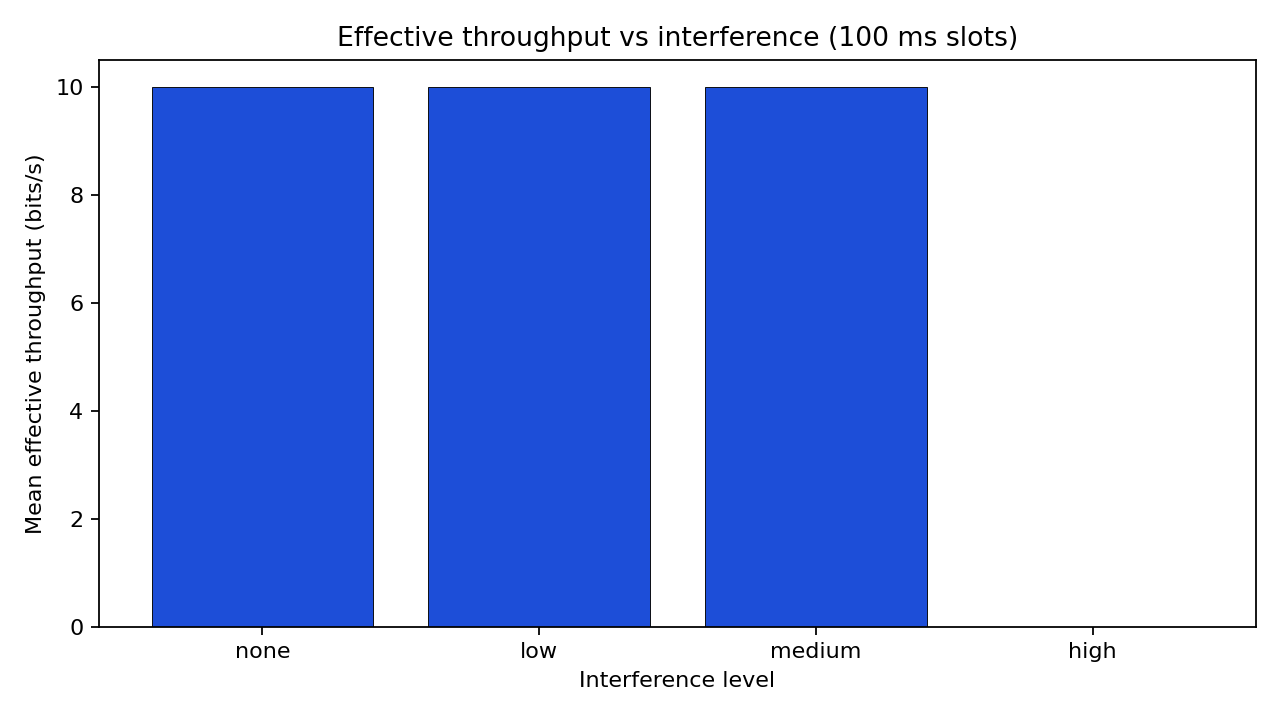 Effective throughput vs interference (100 ms slots)
Mean effective throughput (bits/s)
10
8
6
4
2
0
none
low
medium
high
Interference level